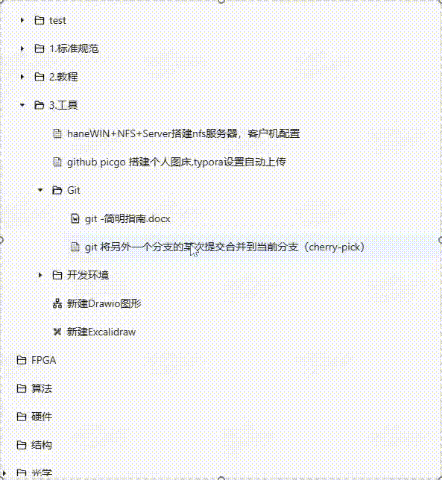 test
1.标准规范
2.教程
3.工具
haneWIN+NFS+Server搭建nfs服务器，客户机配置
github picgo 搭建个人图床,typora设置自动上传
Git
git -简明指南.docx
git 将另外一个分支的某次提交合并到当前分支（cherry-pick）
开发环境
新建Drawio图形
新建Excalidraw
FPGA
算法
硬件
结构
光学